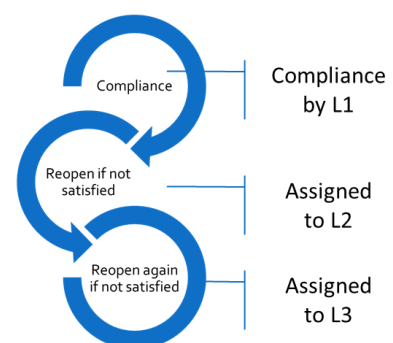 Compliance
Compliance
by L1
Reopen if not
satisfied
Assigned
to L2
Reopen again
if not satisfied
Assigned
to L3